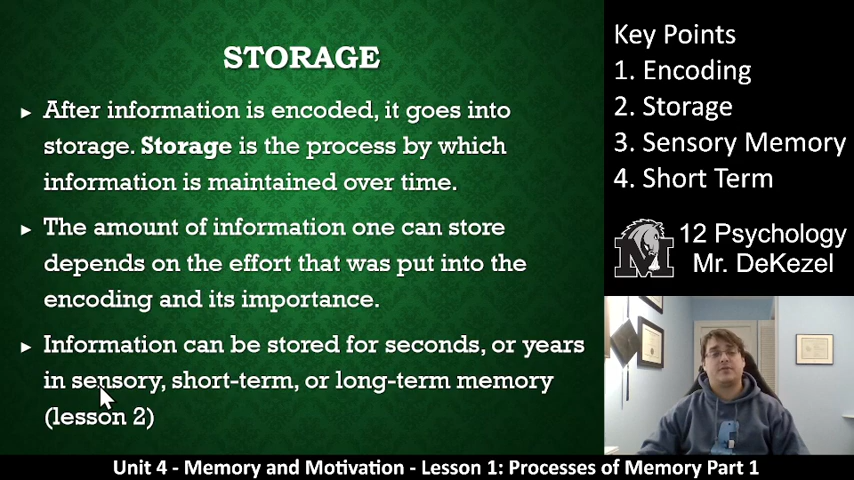 STORAGE
After information is encoded, it goes into
storage. Storage is the process by which
information is maintained over time.
The amount of information one can store
depends on the effort that was put into the
encoding and its importance.
Information can be stored for seconds, or years
in sensory, short-term, or long-term memory
(lesson 2)
Key Points
1. Encoding
2. Storage
3. Sensory Memory
4. Short Term
M
12 Psychology
Mr. DeKezel
Unit 4 - Memory and Motivation - Lesson 1: Processes of Memory Part 1